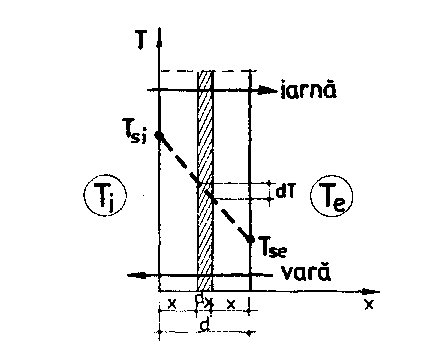 T
iarnă
Tsi
Ti
dT
Te
Tse
vară
x dx x x
d